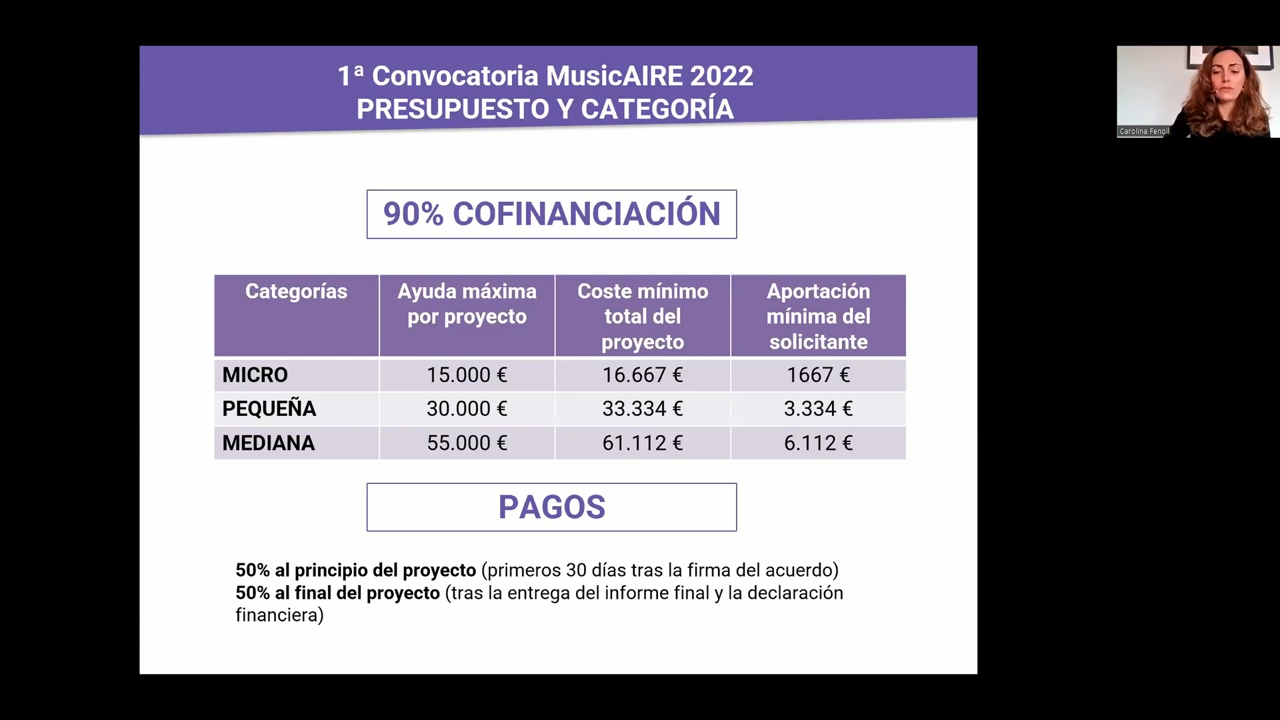 1ª Convocatoria MusicAIRE 2022
PRESUPUESTO Y CATEGORÍA
90% COFINANCIACIÓN
Categorías
Ayuda máxima
por proyecto
Coste mínimo
total del
proyecto
Aportación
mínima del
solicitante
MICRO 15.000 € 16.667 € 1667 €
PEQUEÑA 30.000 € 33.334 € 3.334 €
MEDIANA 55.000 € 61.112 € 6.112 €
PAGOS
50% al principio del proyecto (primeros 30 días tras la firma del acuerdo)
50% al final del proyecto (tras la entrega del informe final y la declaración
financiera)
Carolina Fenoll